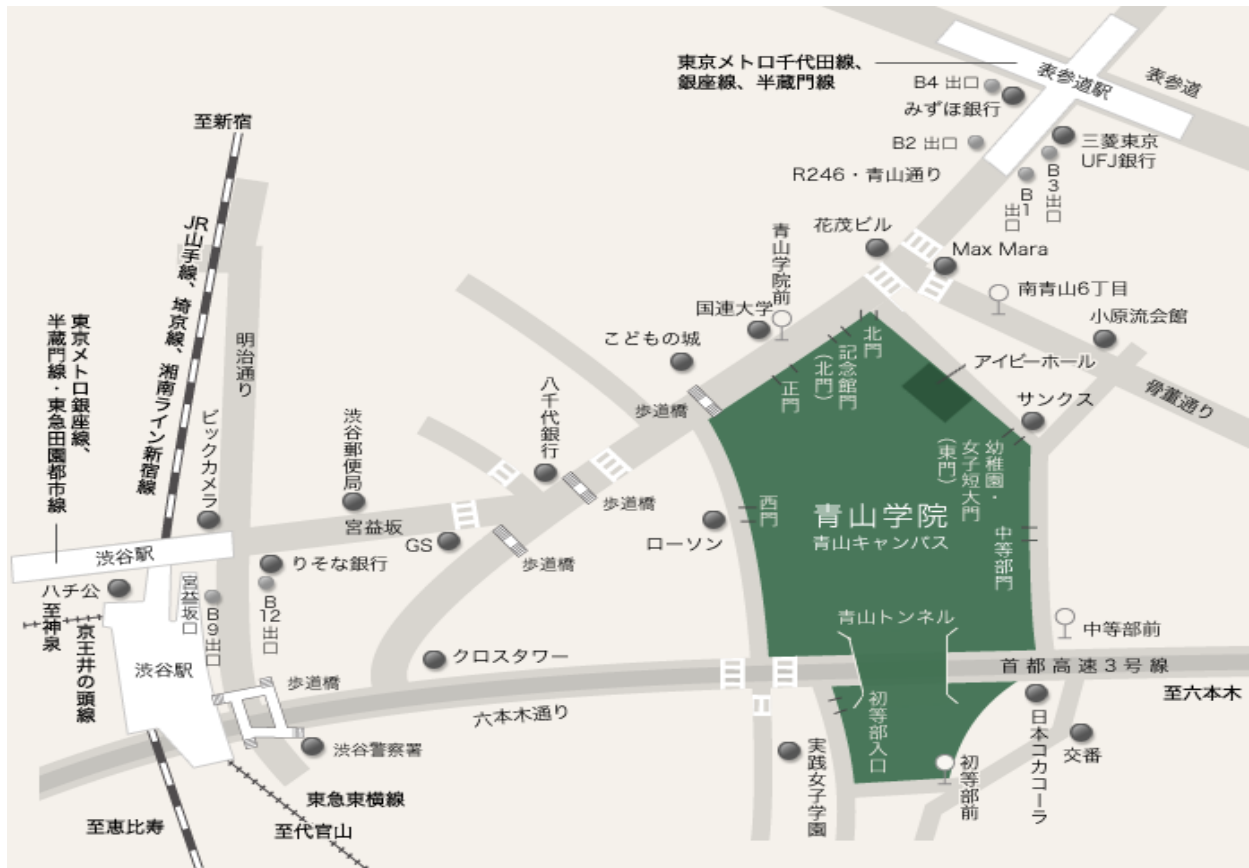 東京メトロ千代田線、
銀座線、半蔵門線
B4 出口
みずほ銀行
表参道駅
表参道
B2 出口
三菱東京
UFJ銀行
B3出口
B1出口
R246・青山通り
至新宿
JR山手線、埼京線、湘南ライン新宿線
東京メトロ銀座線、
半蔵門線・東急田園都市線
明治通り
ビックカメラ
渋谷郵便局
八千代銀行
こどもの城
国連大学
青山学院前
花茂ビル
Max Mara
南青山6丁目
小原流会館
アイビーホール
骨董通り
サンクス
北門
記念館門
(北門)
正門
歩道橋
幼稚園・
女子短大門
(東門)
西門
青山学院
青山キャンパス
中等部門
ローソン
歩道橋
歩道橋
宮益坂
GS
渋谷駅
りそな銀行
ハチ公
宮益坂口
B9出口
B12出口
至神泉
京王井の頭線
渋谷駅
歩道橋
クロスタワー
六本木通り
渋谷警察署
青山トンネル
中等部前
首都高速3号線
至六本木
初等部入口
実践女子学園
初等部前
日本コカコーラ
交番
東急東横線
至代官山
至恵比寿